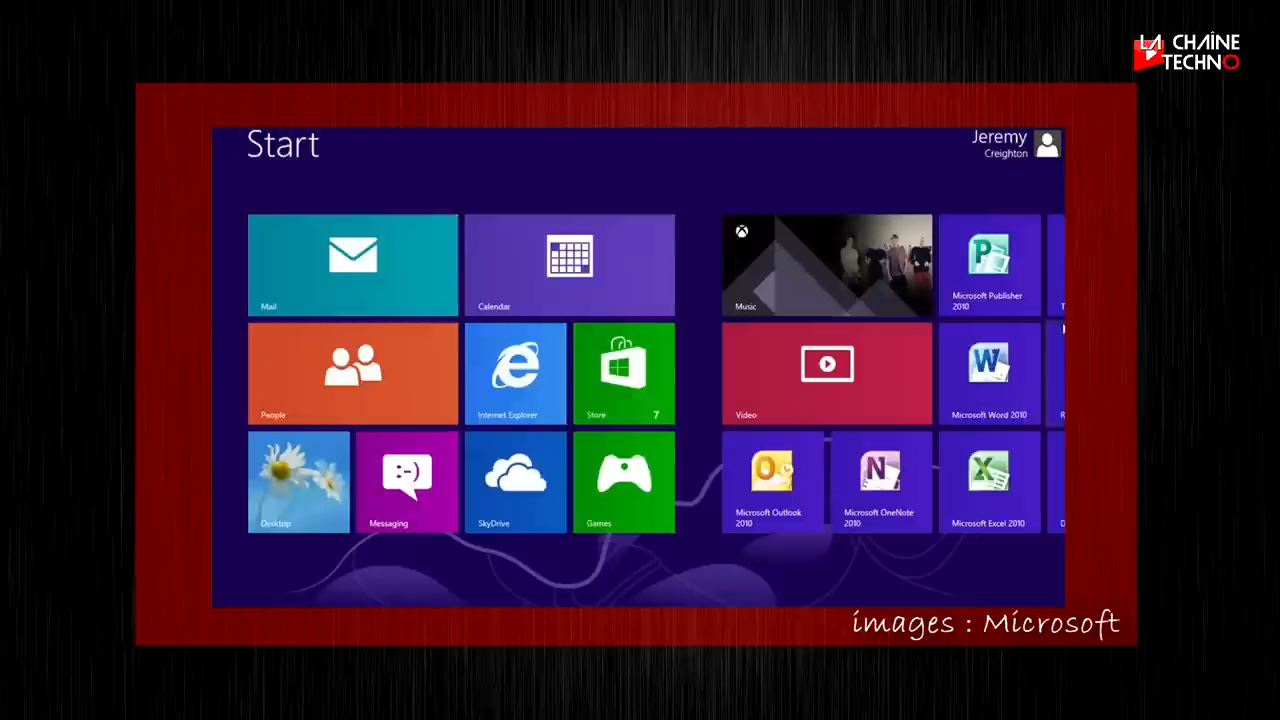 LA CHAÎNE
TECHNO
Start
Jeremy
Creighton
Mail
Calendar
Music
Microsoft Publisher
2010
People
Internet Explorer
Store
7
Video
Microsoft Word 2010
Desktop
Messaging
SkyDrive
Games
Microsoft Outlook
2010
Microsoft OneNote
2010
Microsoft Excel 2010
images : Microsoft